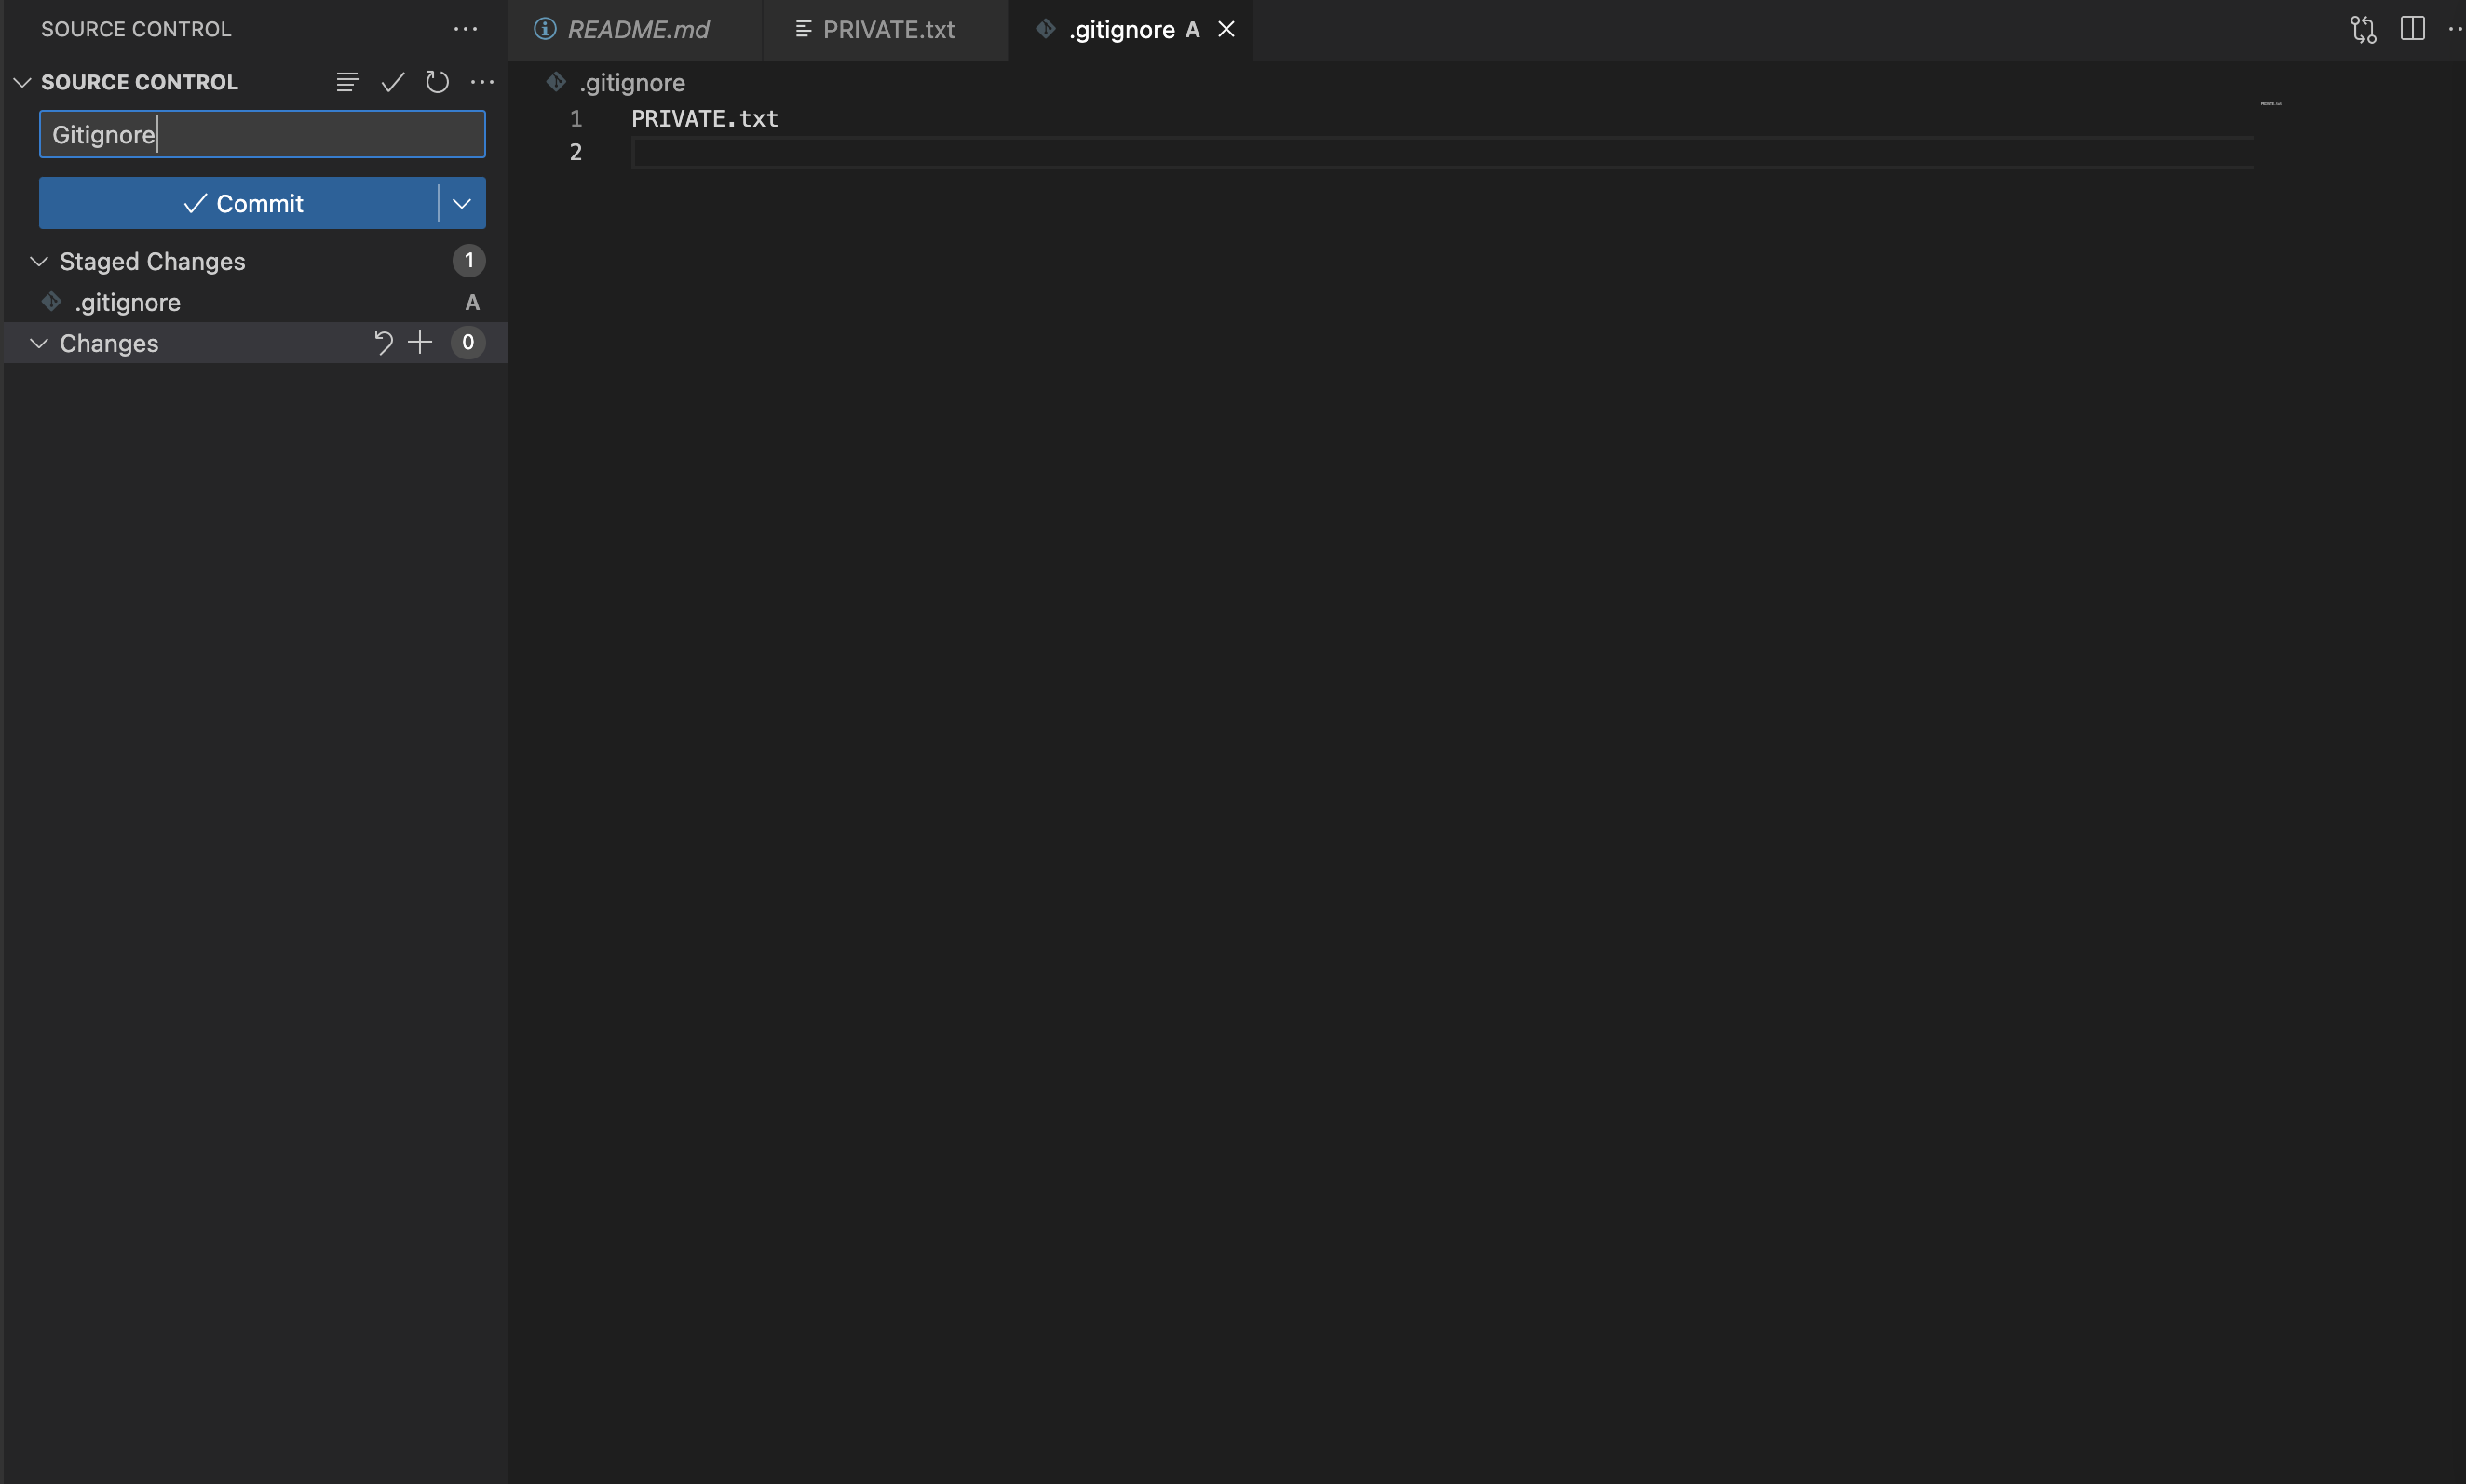 SOURCE CONTROL
SOURCE CONTROL
Gitignore
Commit
Staged Changes 1
.gitignore A
Changes 0
README.md PRIVATE.txt .gitignore A
.gitignore
1 PRIVATE.txt
2